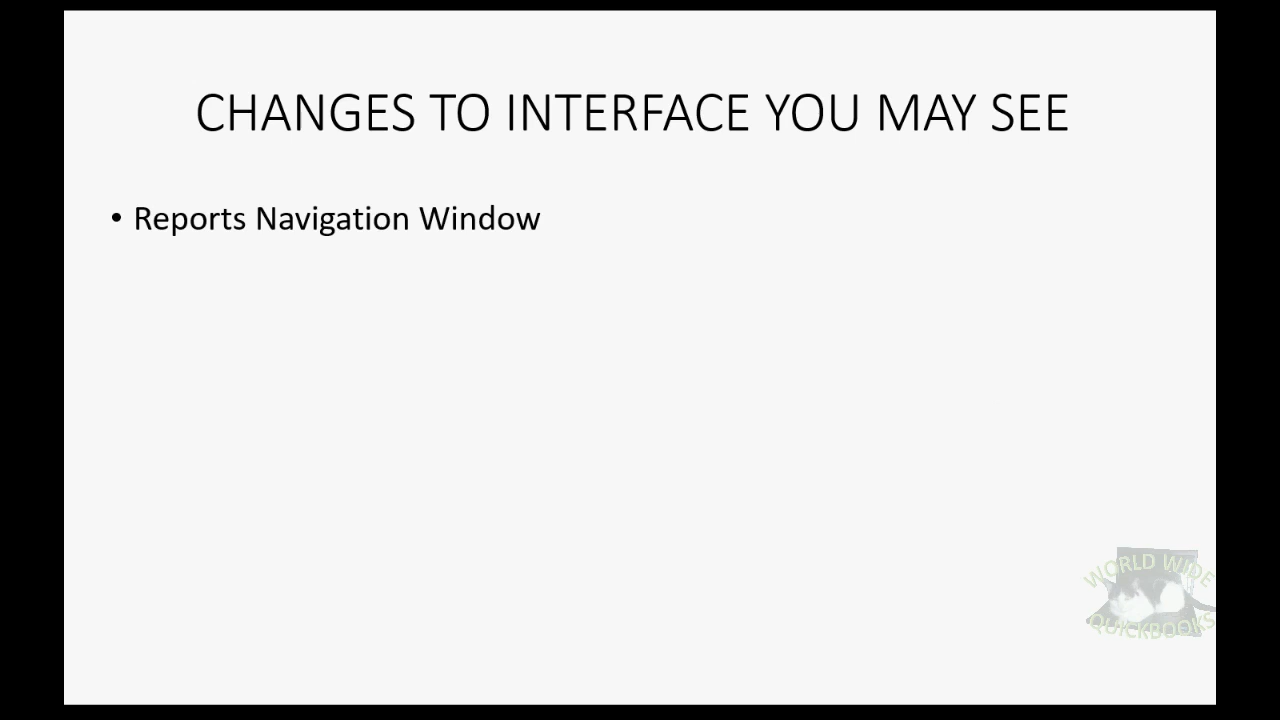 CHANGES TO INTERFACE YOU MAY SEE
• Reports Navigation Window
WORLD WIDE
QUICKBOOKS